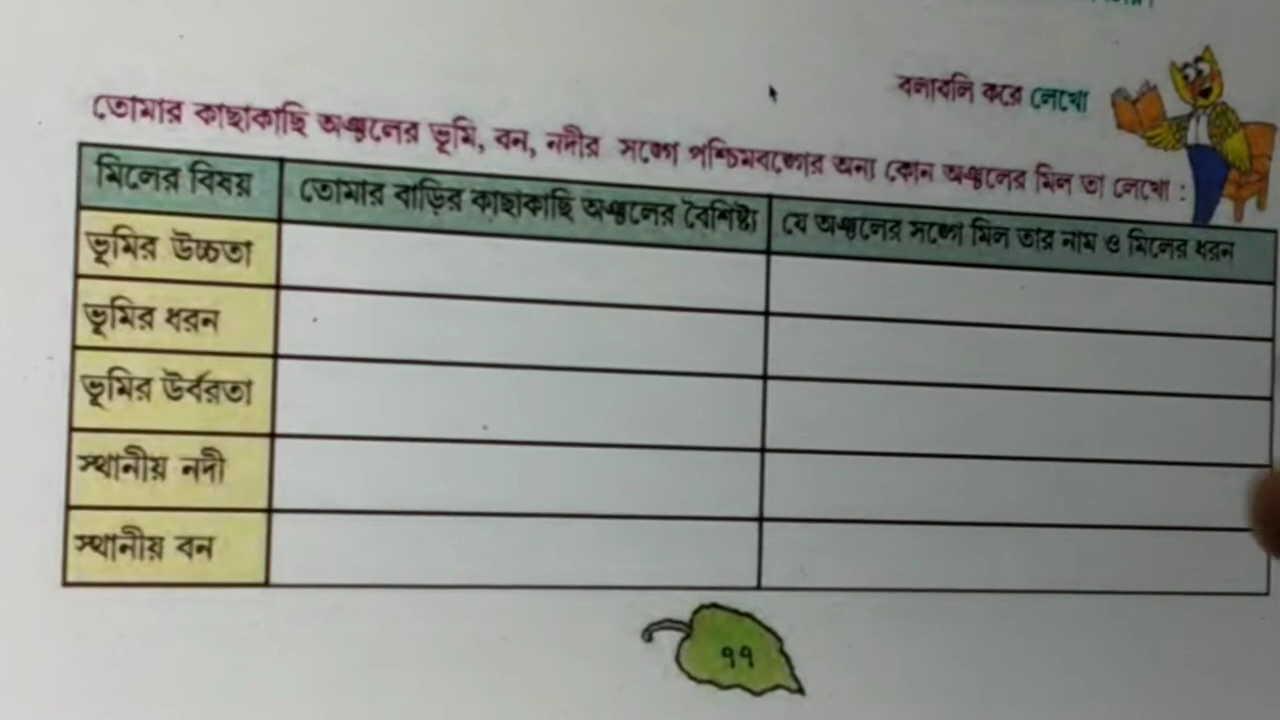 বলাবলি করে লেখো
তোমার কাছাকাছি অঞ্চলের ভূমি, বন, নদীর সঙ্গে পশ্চিমবঙ্গের অন্য কোন অঞ্চলের মিল তা লেখো :
মিলের বিষয় তোমার বাড়ির কাছাকাছি অঞ্চলের বৈশিষ্ট্য যে অঞ্চলের সঙ্গে মিল তার নাম ও মিলের ধরন
ভূমির উচ্চতা
ভূমির ধরন
ভূমির উর্বরতা
স্থানীয় নদী
স্থানীয় বন
৭৭